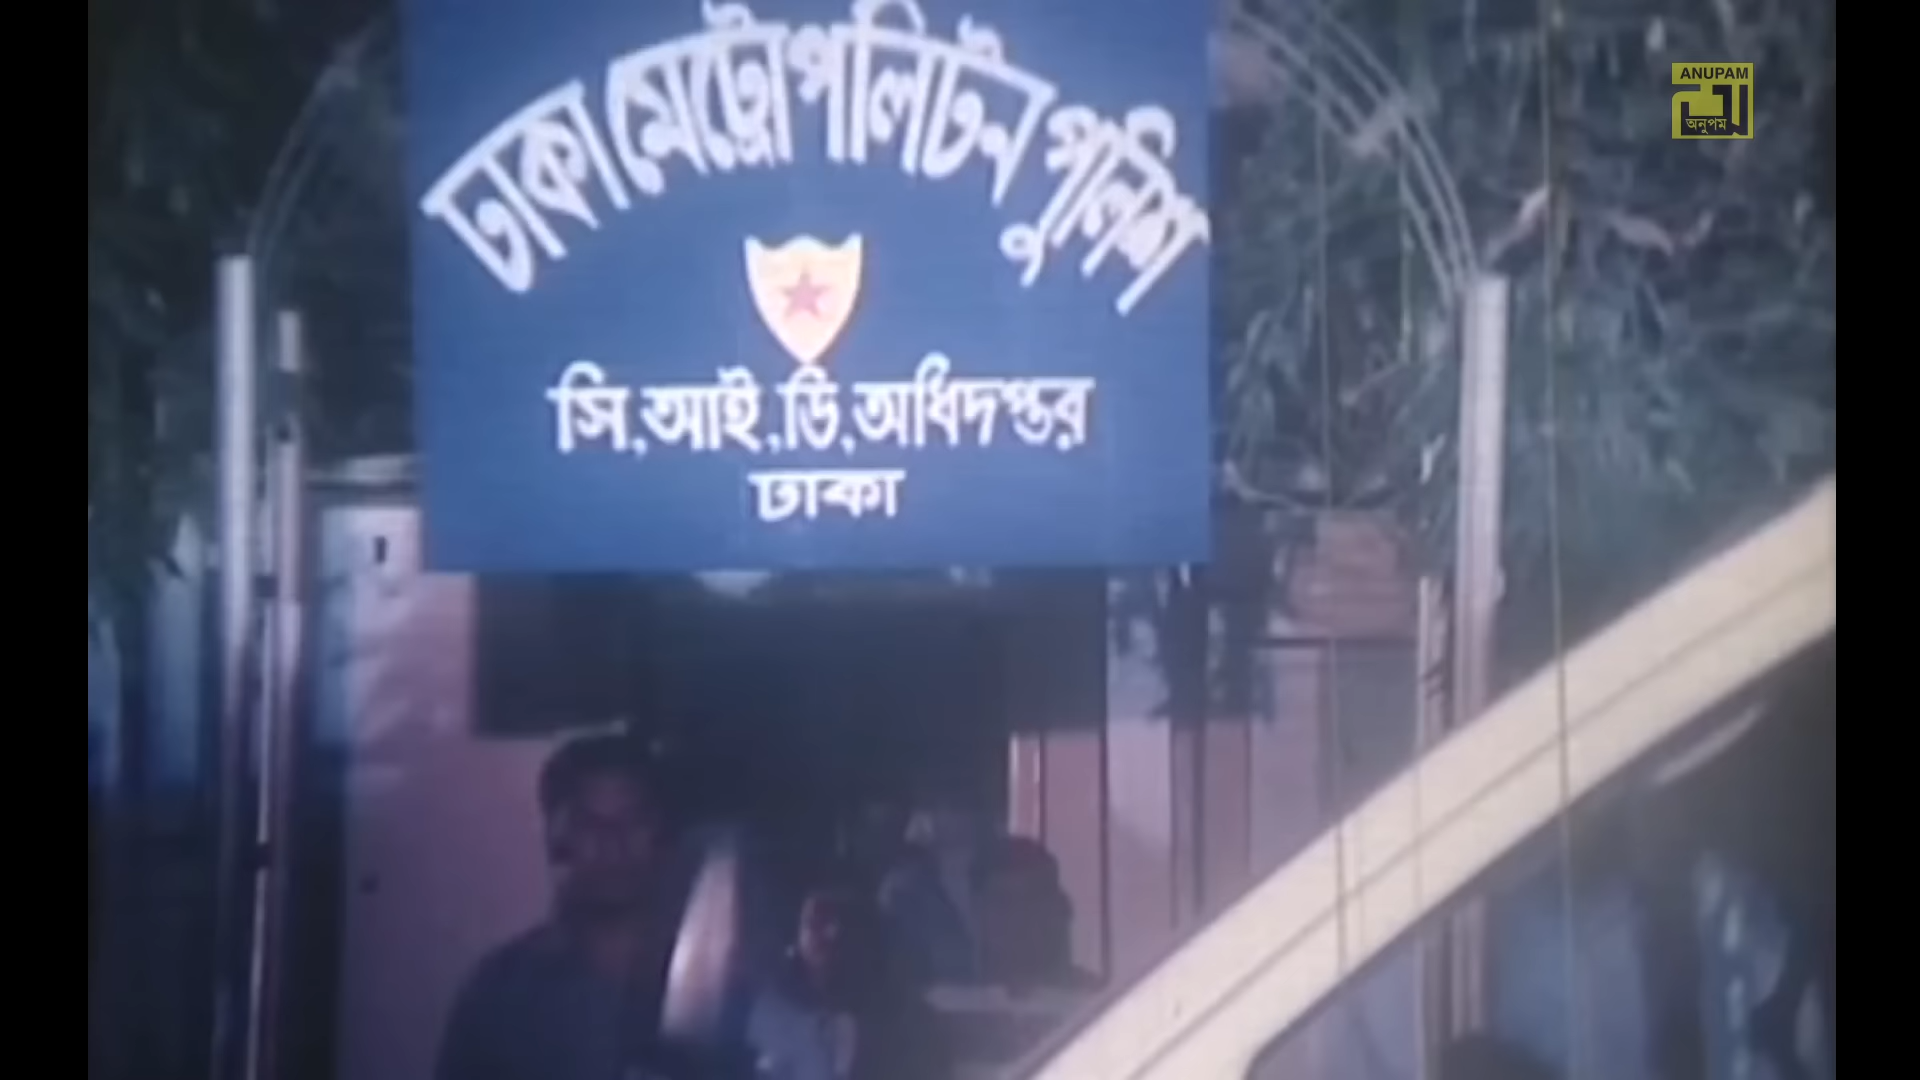 ঢাকা মেট্রোপলিটন পুলিশ
সি,আই,ডি,অধিদপ্তর
ঢাকা
ANUPAM
অনুপম